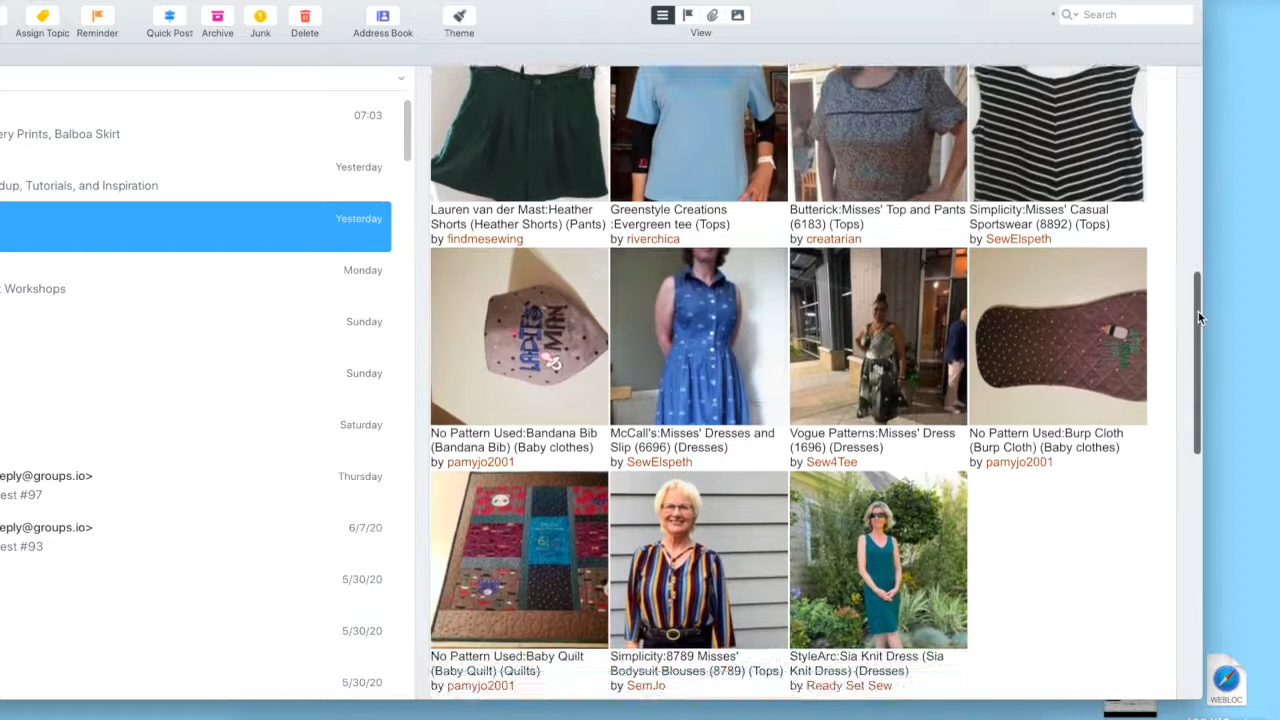 Assign Topic
Reminder
Quick Post
Archive
Junk
Delete
Address Book
Theme
View
Search
07:03
ery Prints, Balboa Skirt
Yesterday
dup, Tutorials, and Inspiration
Yesterday
Monday
t Workshops
Sunday
Sunday
Saturday
Thursday
eply@groups.io>
est #97
6/7/20
eply@groups.io>
est #93
5/30/20
5/30/20
5/30/20
Lauren van der Mast:Heather
Shorts (Heather Shorts) (Pants)
by findmesewing
Greenstyle Creations
:Evergreen tee (Tops)
by riverchica
Butterick:Misses' Top and Pants
(6183) (Tops)
by creatarian
Simplicity:Misses' Casual
Sportswear (8892) (Tops)
by SewElspeth
LADIES
MAN
No Pattern Used:Bandana Bib
(Bandana Bib) (Baby clothes)
by pamyjo2001
McCall's:Misses' Dresses and
Slip (6696) (Dresses)
by SewElspeth
Vogue Patterns:Misses' Dress
(1696) (Dresses)
by Sew4Tee
No Pattern Used:Burp Cloth
(Burp Cloth) (Baby clothes)
by pamyjo2001
No Pattern Used:Baby Quilt
(Baby Quilt) (Quilts)
by pamyjo2001
Simplicity:8789 Misses'
Bodysuit Blouses (8789) (Tops)
by SemJo
StyleArc:Sia Knit Dress (Sia
Knit Dress) (Dresses)
by Ready Set Sew
WEBLOC